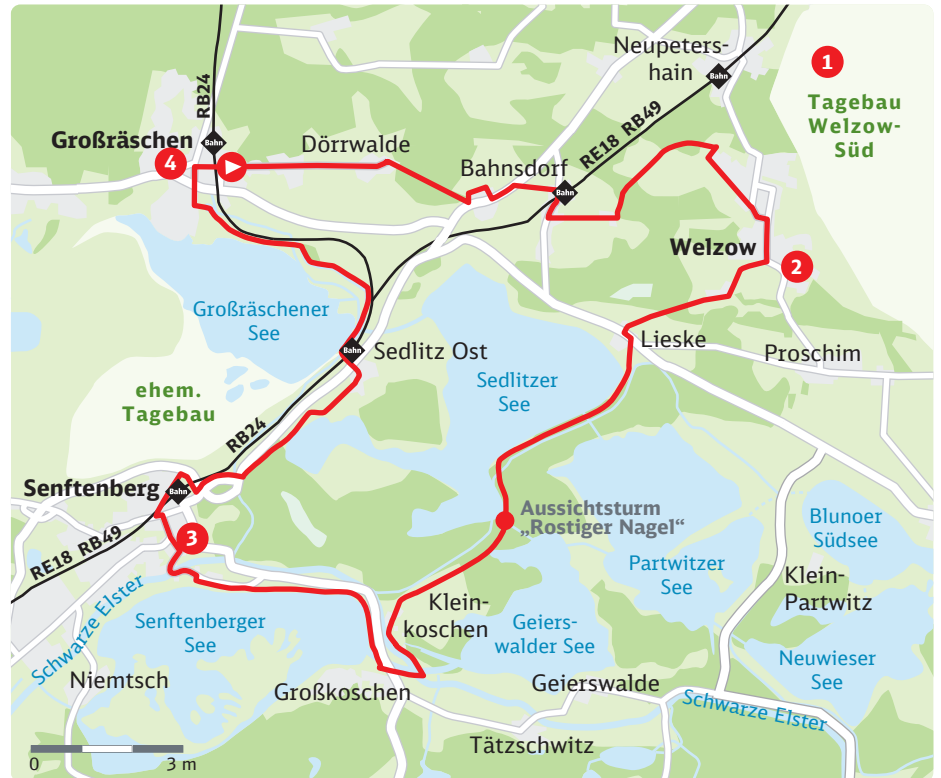 Neupeters-
hain
Bahn
1
Tagebau
Welzow-
Süd
RB24
RE18 RB49
Großräschen
Bahn
4
Dörrwalde
Bahnsdorf
Bahn
Welzow
2
Großräschener
See
Bahn
Sedlitz Ost
Lieske
Proschim
Sedlitzer
See
ehem.
Tagebau
RB24
Senftenberg
Bahn
RE18 RB49
3
Aussichtsturm
„Rostiger Nagel“
Blunoer
Südsee
Partwitzer
See
Klein-
Partwitz
Schwarze Elster
Senftenberger
See
Klein-
koschen
Geiers-
walder See
Neuwieser
See
Niemtsch
Großkoschen
Geierswalde
Schwarze Elster
Tätzschwitz
0 3 m